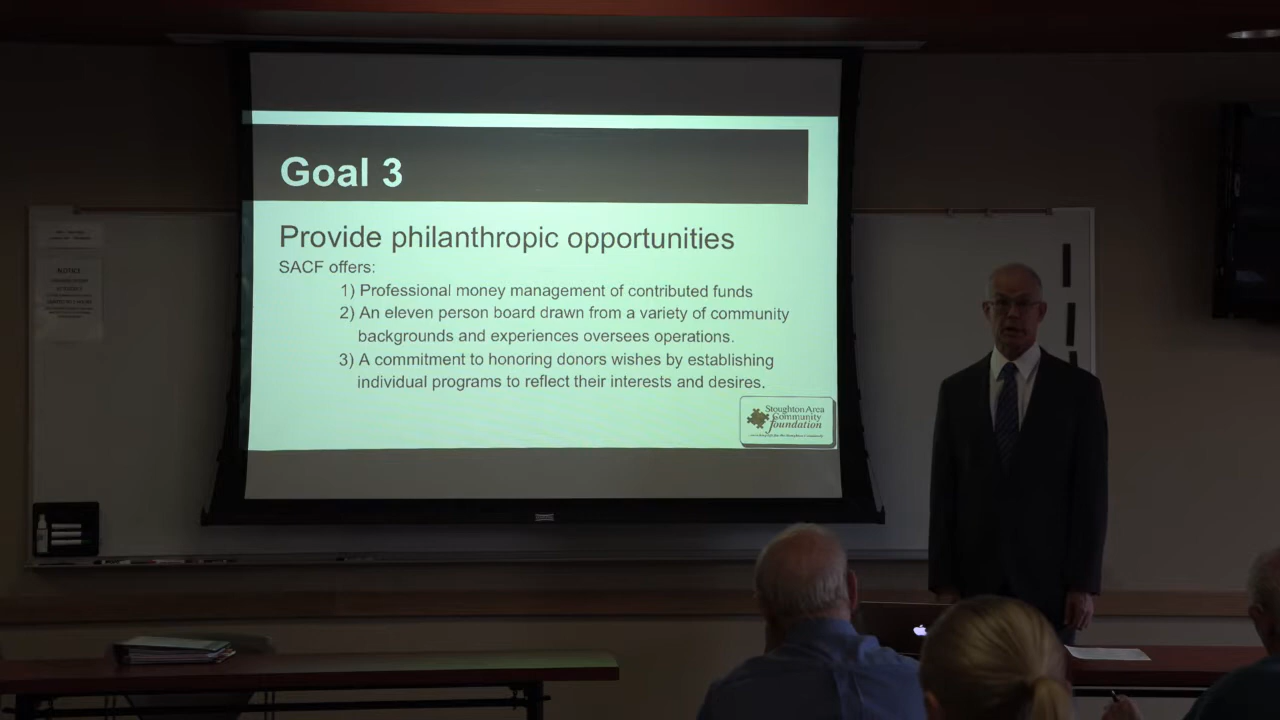 Goal 3
Provide philanthropic opportunities
SACF offers:
1) Professional money management of contributed funds
2) An eleven person board drawn from a variety of community
backgrounds and experiences oversees operations.
3) A commitment to honoring donors wishes by establishing
individual programs to reflect their interests and desires.
Stoughton Area
Community
foundation
NOTICE